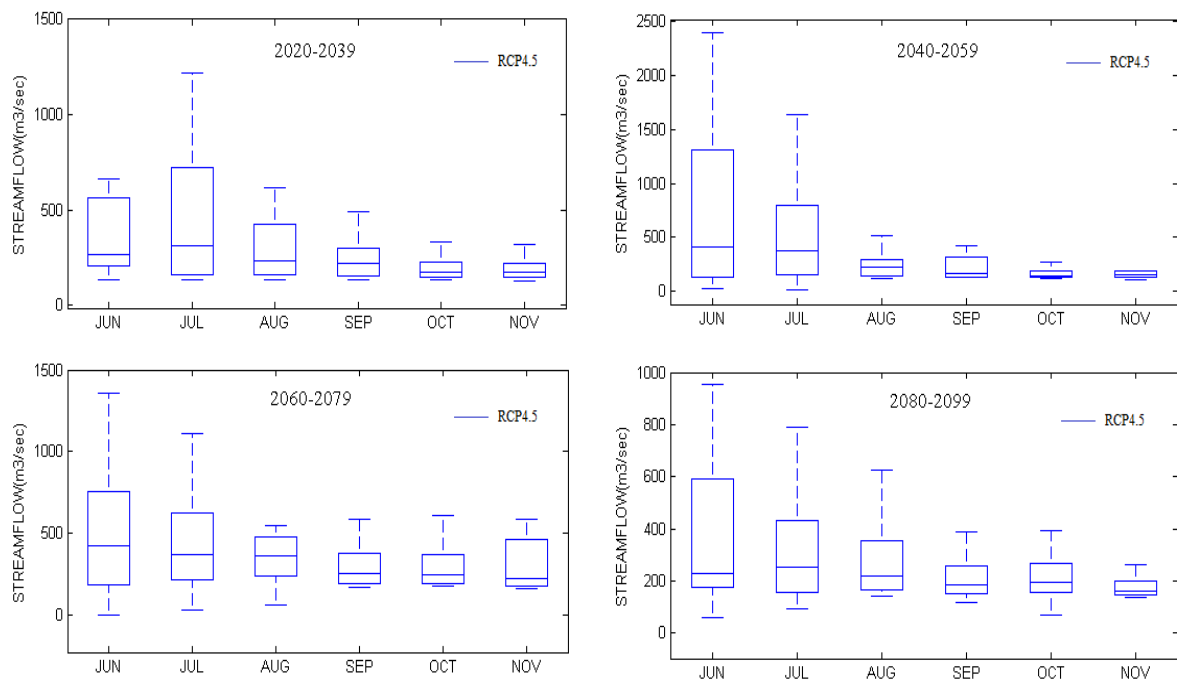 1500
1000
500
0
STREAMFLOW(m3/sec)
2020-2039
RCP4.5
JUN JUL AUG SEP OCT NOV
2500
2000
1500
1000
500
0
STREAMFLOW(m3/sec)
2040-2059
RCP4.5
JUN JUL AUG SEP OCT NOV
1500
1000
500
0
STREAMFLOW(m3/sec)
2060-2079
RCP4.5
JUN JUL AUG SEP OCT NOV
1000
800
600
400
200
0
STREAMFLOW(m3/sec)
2080-2099
RCP4.5
JUN JUL AUG SEP OCT NOV